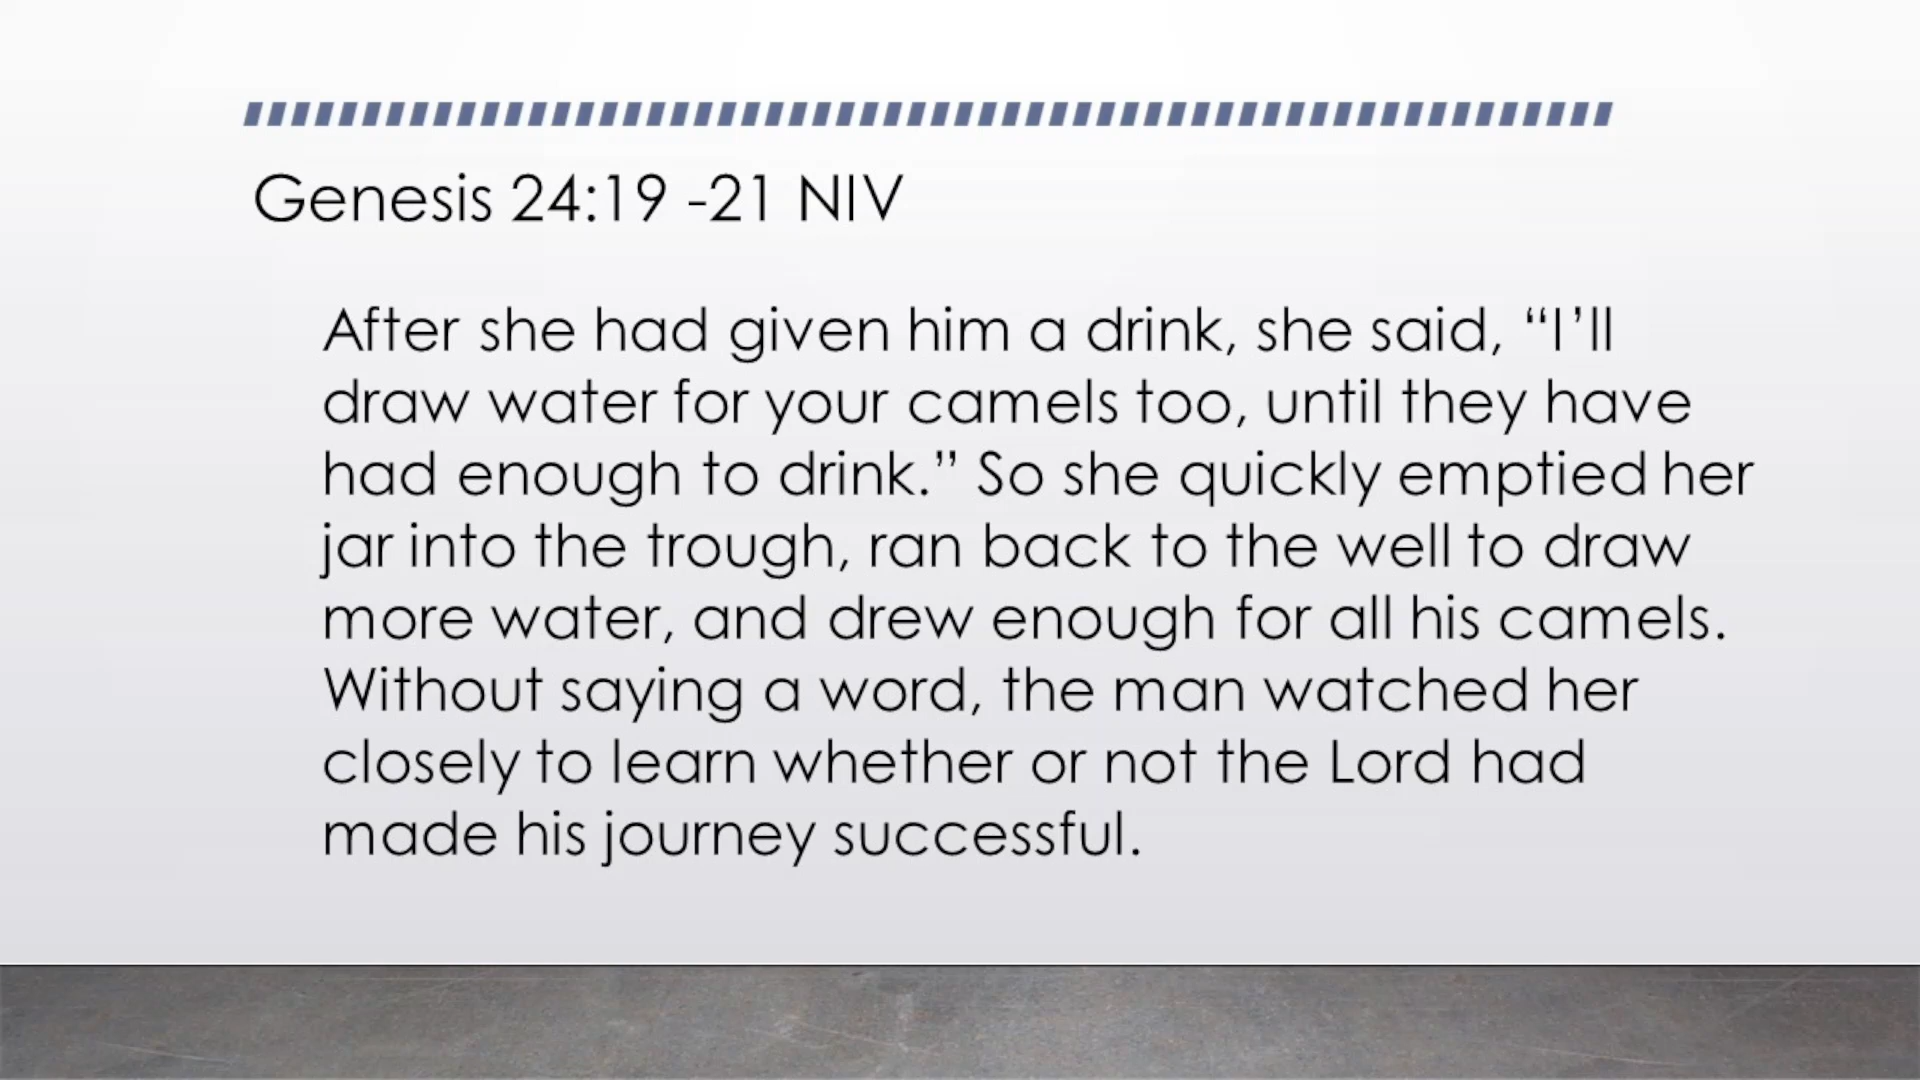 Genesis 24:19 -21 NIV
After she had given him a drink, she said, “I’ll
draw water for your camels too, until they have
had enough to drink.” So she quickly emptied her
jar into the trough, ran back to the well to draw
more water, and drew enough for all his camels.
Without saying a word, the man watched her
closely to learn whether or not the Lord had
made his journey successful.